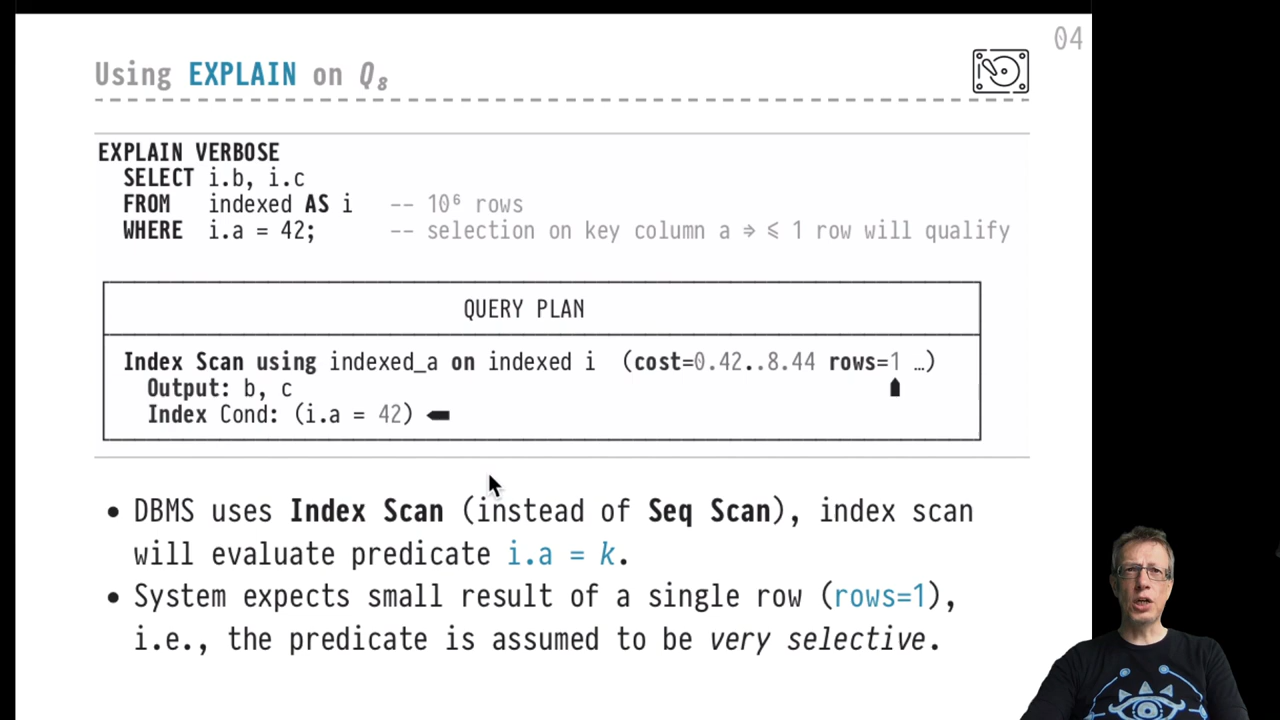 04
Using EXPLAIN on Q₈
EXPLAIN VERBOSE
SELECT i.b, i.c
FROM indexed AS i -- 10⁶ rows
WHERE i.a = 42; -- selection on key column a ⇒ ⩽ 1 row will qualify
QUERY PLAN
Index Scan using indexed_a on indexed i (cost=0.42..8.44 rows=1 …)
Output: b, c
Index Cond: (i.a = 42)
• DBMS uses Index Scan (instead of Seq Scan), index scan
will evaluate predicate i.a = k.
• System expects small result of a single row (rows=1),
i.e., the predicate is assumed to be very selective.